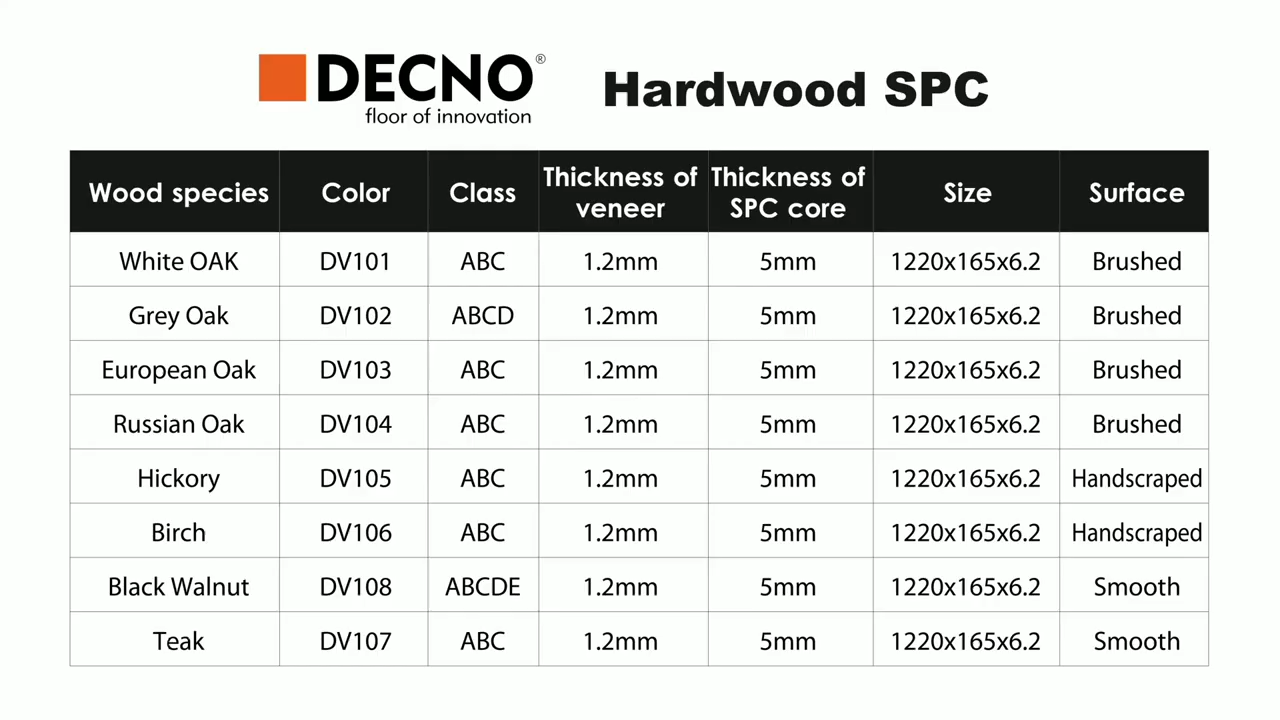 DECNO®
floor of innovation
Hardwood SPC
Wood species Color Class Thickness of veneer Thickness of SPC core Size Surface
White OAK DV101 ABC 1.2mm 5mm 1220x165x6.2 Brushed
Grey Oak DV102 ABCD 1.2mm 5mm 1220x165x6.2 Brushed
European Oak DV103 ABC 1.2mm 5mm 1220x165x6.2 Brushed
Russian Oak DV104 ABC 1.2mm 5mm 1220x165x6.2 Brushed
Hickory DV105 ABC 1.2mm 5mm 1220x165x6.2 Handscraped
Birch DV106 ABC 1.2mm 5mm 1220x165x6.2 Handscraped
Black Walnut DV108 ABCDE 1.2mm 5mm 1220x165x6.2 Smooth
Teak DV107 ABC 1.2mm 5mm 1220x165x6.2 Smooth